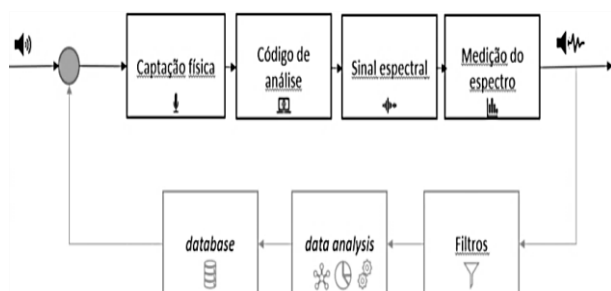 Captação física
Código de
análise
Sinal espectral
Medição do
espectro
database
data analysis
Filtros